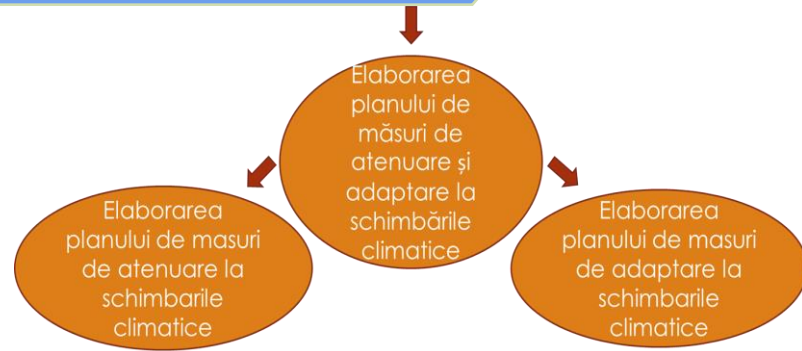 Elaborarea
planului de
măsuri de
atenuare și
adaptare la
schimbările
climatice
Elaborarea
planului de masuri
de atenuare la
schimbarile
climatice
Elaborarea
planului de masuri
de adaptare la
schimbarile
climatice